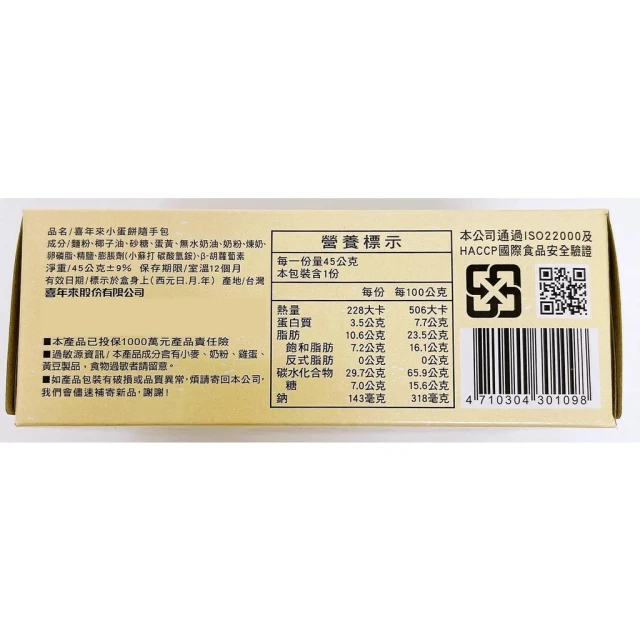 品名/喜年來小蛋餅隨手包
成分/麵粉、椰子油、砂糖、蛋黃、無水奶油、奶粉、煉奶、
卵磷脂、精鹽、膨脹劑(小蘇打 碳酸氫銨)、β-胡蘿蔔素
淨重/45公克±9% 保存期限/室溫12個月
有效日期/標示於盒身上(西元日.月.年) 產地/台灣
喜年來股份有限公司
■本產品已投保1000萬元產品責任險
■過敏源資訊/本產品成分含有小麥、奶粉、雞蛋、
黃豆製品,食物過敏者請留意。
■如產品包裝有破損或品質異常,煩請寄回本公司,
我們會儘速補寄新品,謝謝!
營養標示
每一份量45公克
本包裝含1份
每份 每100公克
熱量 228大卡 506大卡
蛋白質 3.5公克 7.7公克
脂肪 10.6公克 23.5公克
飽和脂肪 7.2公克 16.1公克
反式脂肪 0公克 0公克
碳水化合物 29.7公克 65.9公克
糖 7.0公克 15.6公克
鈉 143毫克 318毫克
本公司通過ISO22000及
HACCP國際食品安全驗證
4 710304 301098